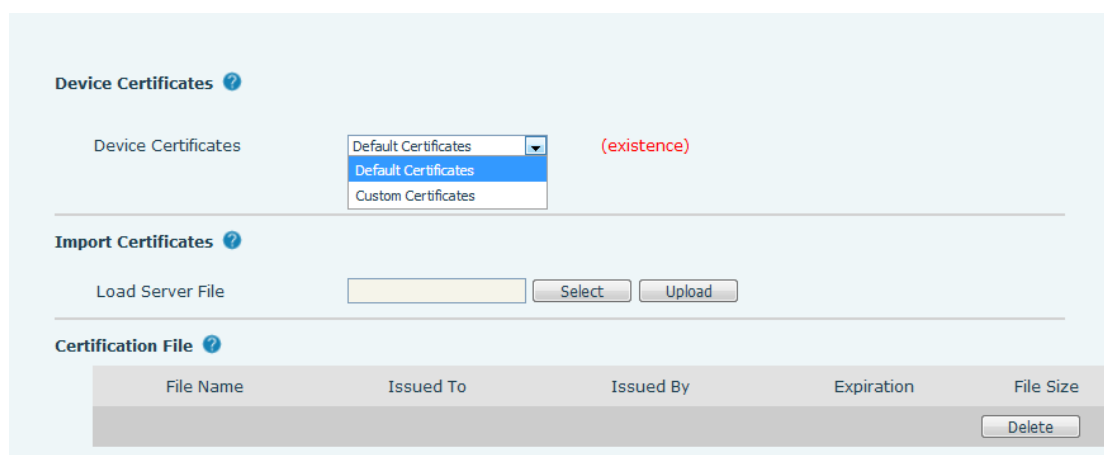 Device Certificates ?
Device Certificates Default Certificates (existence)
Default Certificates
Custom Certificates
Import Certificates ?
Load Server File Select Upload
Certification File ?
File Name Issued To Issued By Expiration File Size
Delete